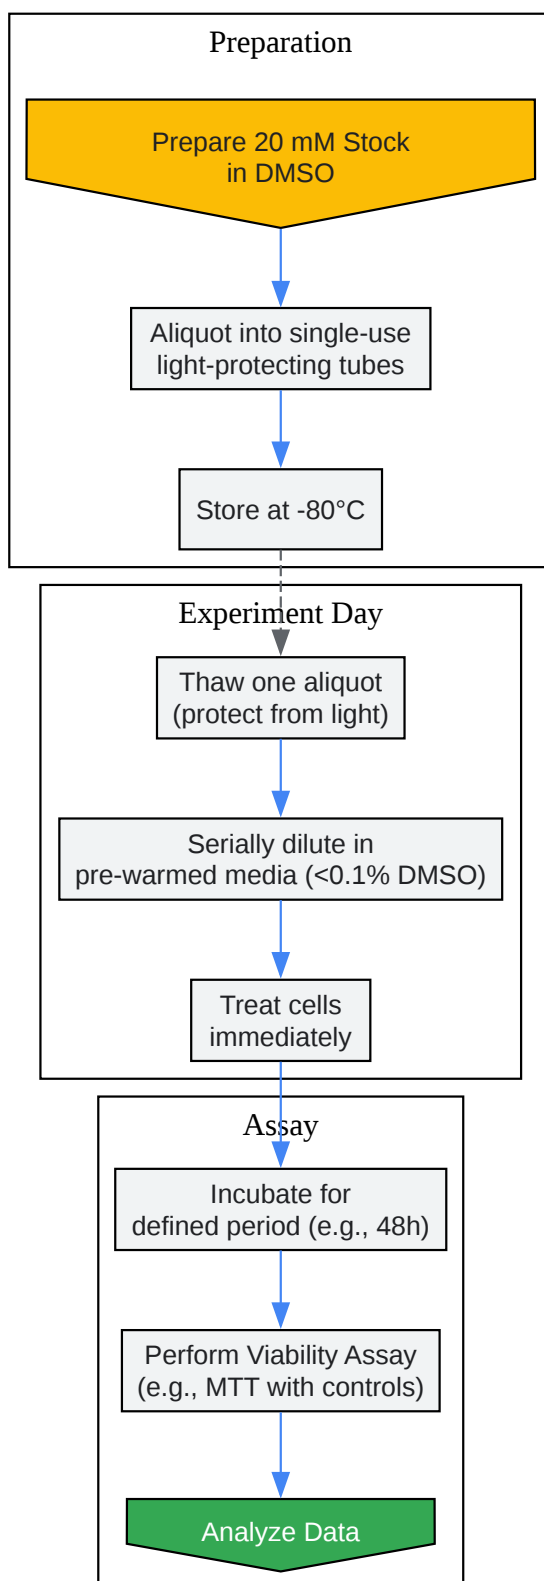 Preparation
Prepare 20 mM Stock
in DMSO
Aliquot into single-use
light-protecting tubes
Store at -80°C
Experiment Day
Thaw one aliquot
(protect from light)
Serially dilute in
pre-warmed media (<0.1% DMSO)
Treat cells
immediately
Assay
Incubate for
defined period (e.g., 48h)
Perform Viability Assay
(e.g., MTT with controls)
Analyze Data